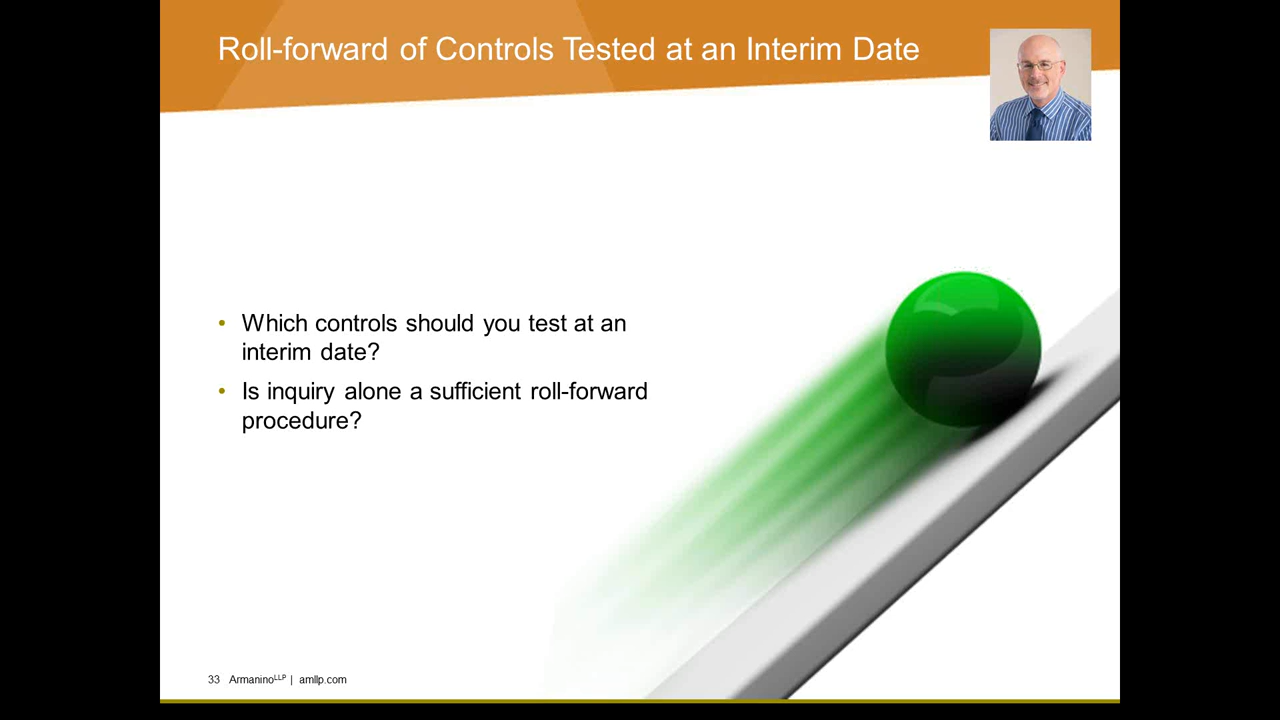 Roll-forward of Controls Tested at an Interim Date
• Which controls should you test at an
interim date?
• Is inquiry alone a sufficient roll-forward
procedure?
33 ArmaninoLLP | amllp.com